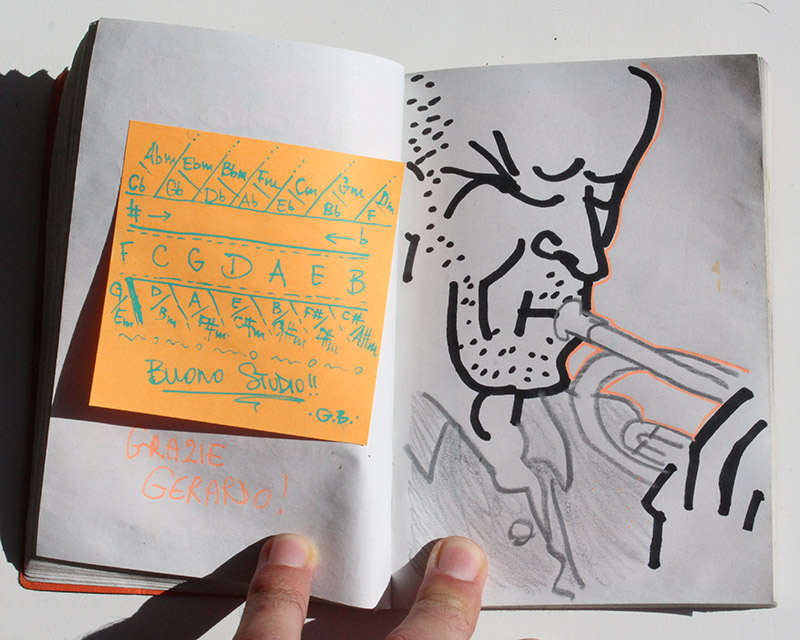 Abm Ebm Bbm Fm Cm Gm Dm
Cb Gb Db Ab Eb Bb F
# →
← b
F C G D A E B
G D A E B F# C#
Em Bm F#m C#m G#m D#m A#m
BUONO STUDIO!!
·G.B.·
GRAZIE
GERARDO!